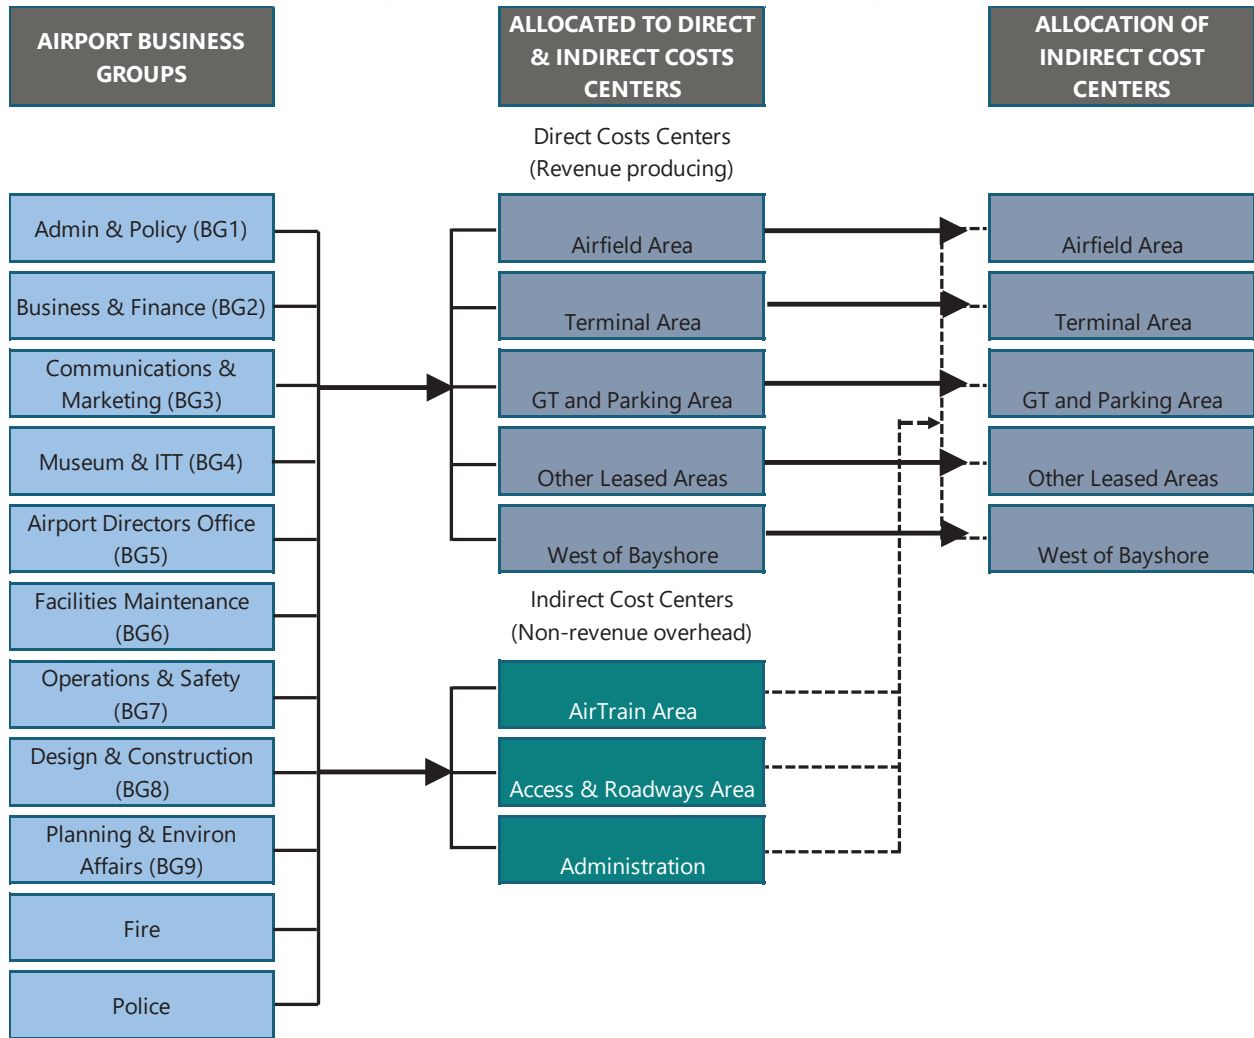 AIRPORT BUSINESS
GROUPS
ALLOCATED TO DIRECT
& INDIRECT COSTS
CENTERS
ALLOCATION OF
INDIRECT COST
CENTERS
Direct Costs Centers
(Revenue producing)
Admin & Policy (BG1)
Business & Finance (BG2)
Communications &
Marketing (BG3)
Museum & ITT (BG4)
Airport Directors Office
(BG5)
Facilities Maintenance
(BG6)
Operations & Safety
(BG7)
Design & Construction
(BG8)
Planning & Environ
Affairs (BG9)
Fire
Police
Airfield Area
Terminal Area
GT and Parking Area
Other Leased Areas
West of Bayshore
Indirect Cost Centers
(Non-revenue overhead)
AirTrain Area
Access & Roadways Area
Administration
Airfield Area
Terminal Area
GT and Parking Area
Other Leased Areas
West of Bayshore